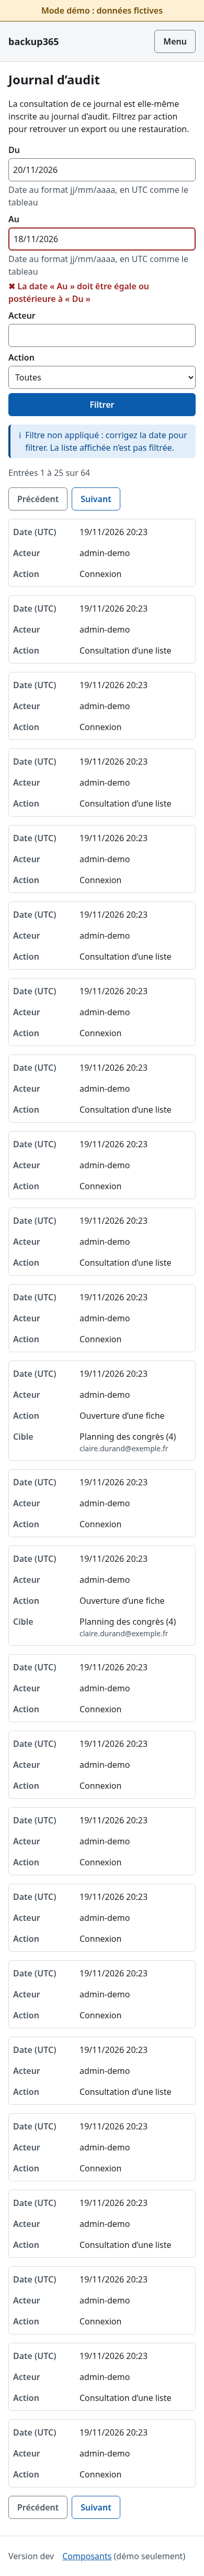 Mode démo : données fictives
backup365
Menu
Journal d’audit
La consultation de ce journal est elle-même
inscrite au journal d’audit. Filtrez par action
pour retrouver un export ou une restauration.
Du
20/11/2026
Date au format jj/mm/aaaa, en UTC comme le
tableau
Au
18/11/2026
Date au format jj/mm/aaaa, en UTC comme le
tableau
✖ La date « Au » doit être égale ou
postérieure à « Du »
Acteur
Action
Toutes
Filtrer
i Filtre non appliqué : corrigez la date pour
filtrer. La liste affichée n’est pas filtrée.
Entrées 1 à 25 sur 64
Précédent Suivant
Date (UTC) 19/11/2026 20:23
Acteur admin-demo
Action Connexion
Date (UTC) 19/11/2026 20:23
Acteur admin-demo
Action Consultation d’une liste
Date (UTC) 19/11/2026 20:23
Acteur admin-demo
Action Connexion
Date (UTC) 19/11/2026 20:23
Acteur admin-demo
Action Consultation d’une liste
Date (UTC) 19/11/2026 20:23
Acteur admin-demo
Action Connexion
Date (UTC) 19/11/2026 20:23
Acteur admin-demo
Action Consultation d’une liste
Date (UTC) 19/11/2026 20:23
Acteur admin-demo
Action Connexion
Date (UTC) 19/11/2026 20:23
Acteur admin-demo
Action Consultation d’une liste
Date (UTC) 19/11/2026 20:23
Acteur admin-demo
Action Connexion
Date (UTC) 19/11/2026 20:23
Acteur admin-demo
Action Consultation d’une liste
Date (UTC) 19/11/2026 20:23
Acteur admin-demo
Action Connexion
Date (UTC) 19/11/2026 20:23
Acteur admin-demo
Action Ouverture d’une fiche
Cible Planning des congrès (4)
claire.durand@exemple.fr
Date (UTC) 19/11/2026 20:23
Acteur admin-demo
Action Connexion
Date (UTC) 19/11/2026 20:23
Acteur admin-demo
Action Ouverture d’une fiche
Cible Planning des congrès (4)
claire.durand@exemple.fr
Date (UTC) 19/11/2026 20:23
Acteur admin-demo
Action Connexion
Date (UTC) 19/11/2026 20:23
Acteur admin-demo
Action Connexion
Date (UTC) 19/11/2026 20:23
Acteur admin-demo
Action Connexion
Date (UTC) 19/11/2026 20:23
Acteur admin-demo
Action Connexion
Date (UTC) 19/11/2026 20:23
Acteur admin-demo
Action Connexion
Date (UTC) 19/11/2026 20:23
Acteur admin-demo
Action Consultation d’une liste
Date (UTC) 19/11/2026 20:23
Acteur admin-demo
Action Connexion
Date (UTC) 19/11/2026 20:23
Acteur admin-demo
Action Consultation d’une liste
Date (UTC) 19/11/2026 20:23
Acteur admin-demo
Action Connexion
Date (UTC) 19/11/2026 20:23
Acteur admin-demo
Action Consultation d’une liste
Date (UTC) 19/11/2026 20:23
Acteur admin-demo
Action Connexion
Précédent Suivant
Version dev Composants (démo seulement)